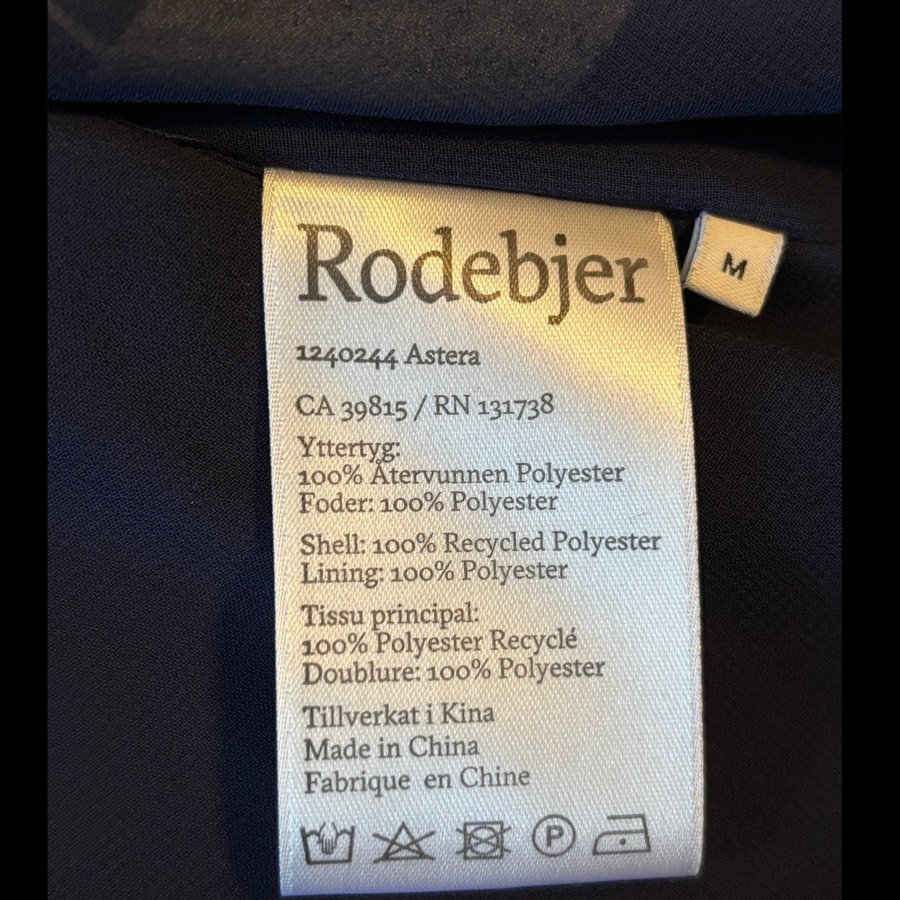 Rodebjer
M
1240244 Astera
CA 39815 / RN 131738
Yttertyg:
100% Återvunnen Polyester
Foder: 100% Polyester
Shell: 100% Recycled Polyester
Lining: 100% Polyester
Tissu principal:
100% Polyester Recyclé
Doublure: 100% Polyester
Tillverkat i Kina
Made in China
Fabrique en Chine
P